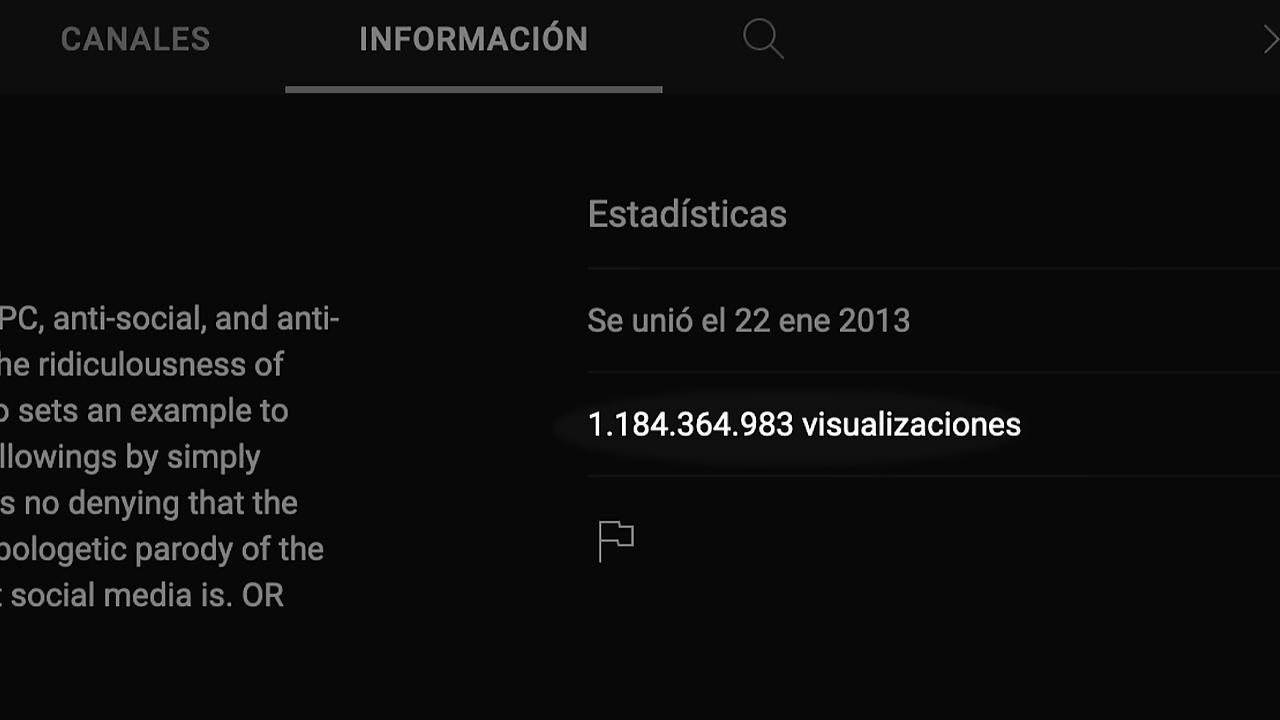 CANALES
INFORMACIÓN
PC, anti-social, and anti-
he ridiculousness of
sets an example to
llowings by simply
s no denying that the
pologetic parody of the
social media is. OR
Estadísticas
Se unió el 22 ene 2013
1.184.364.983 visualizaciones